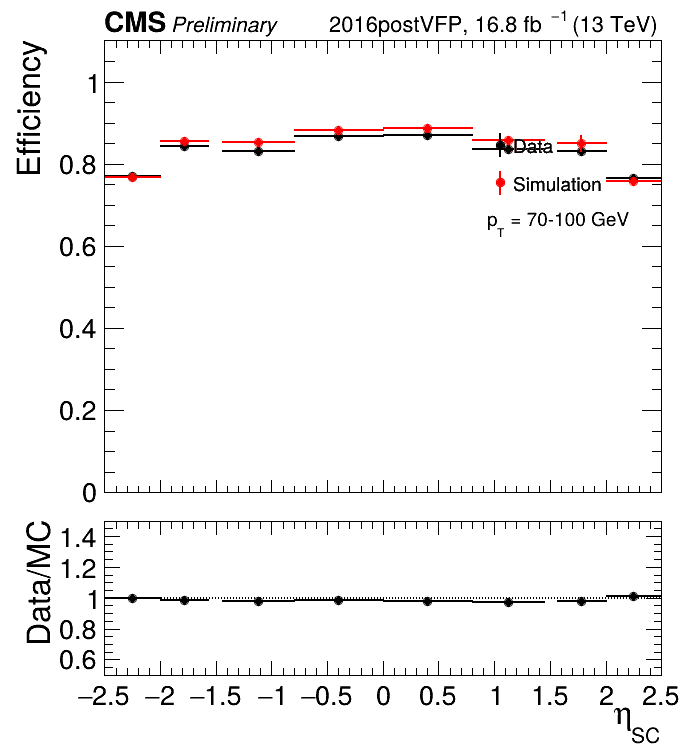 CMS Preliminary 2016postVFP, 16.8 fb⁻¹ (13 TeV)
Efficiency
1
0.8
0.6
0.4
0.2
0
Data
Simulation
p_T = 70-100 GeV
Data/MC
1.4
1.2
1
0.8
0.6
−2.5 −2 −1.5 −1 −0.5 0 0.5 1 1.5 2 2.5
η_SC